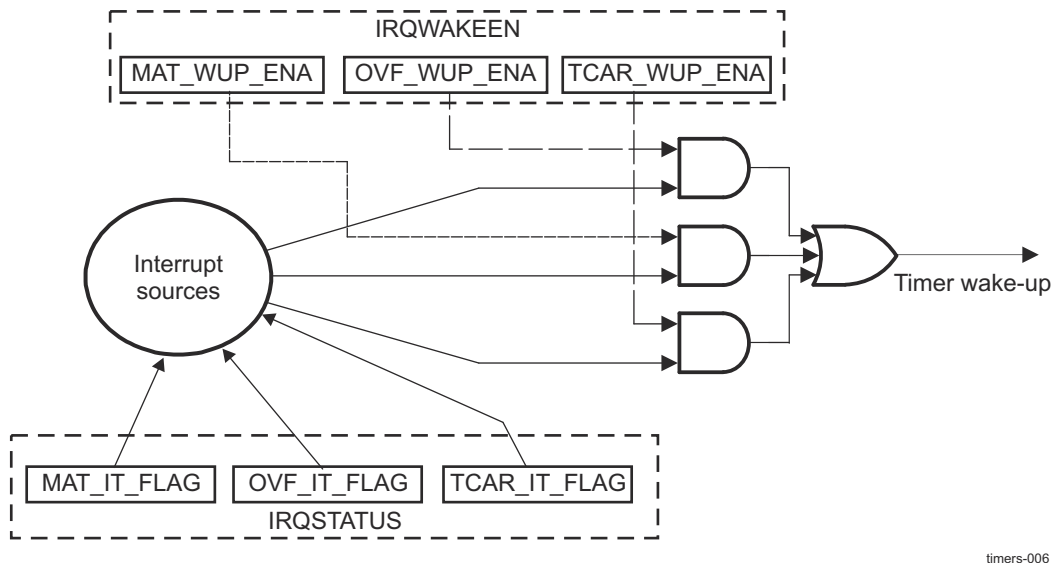 IRQWAKEEN
MAT_WUP_ENA
OVF_WUP_ENA
TCAR_WUP_ENA
Interrupt
sources
Timer wake-up
MAT_IT_FLAG
OVF_IT_FLAG
TCAR_IT_FLAG
IRQSTATUS
timers-006